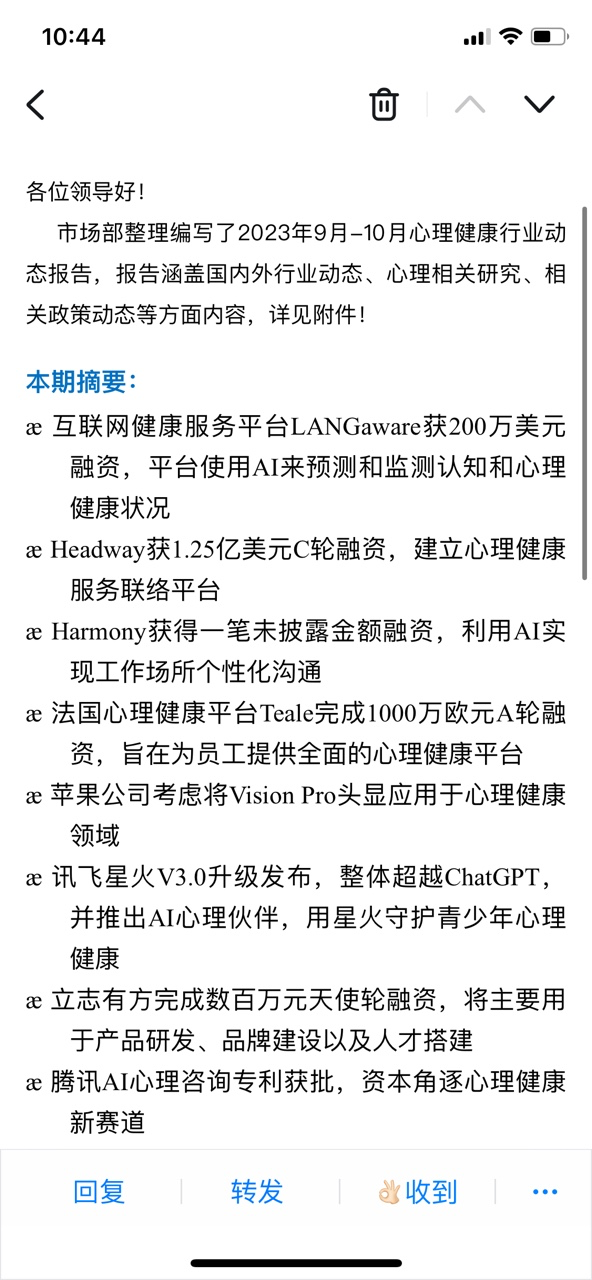 10:44
各位领导好！
市场部整理编写了2023年9月-10月心理健康行业动
态报告，报告涵盖国内外行业动态、心理相关研究、相
关政策动态等方面内容，详见附件！
本期摘要：
æ 互联网健康服务平台LANGaware获200万美元
融资，平台使用AI来预测和监测认知和心理
健康状况
æ Headway获1.25亿美元C轮融资，建立心理健康
服务联络平台
æ Harmony获得一笔未披露金额融资，利用AI实
现工作场所个性化沟通
æ 法国心理健康平台Teale完成1000万欧元A轮融
资，旨在为员工提供全面的心理健康平台
æ 苹果公司考虑将Vision Pro头显应用于心理健康
领域
æ 讯飞星火V3.0升级发布，整体超越ChatGPT，
并推出AI心理伙伴，用星火守护青少年心理
健康
æ 立志有方完成数百万元天使轮融资，将主要用
于产品研发、品牌建设以及人才搭建
æ 腾讯AI心理咨询专利获批，资本角逐心理健康
新赛道
回复 转发 👌🏻收到 ···